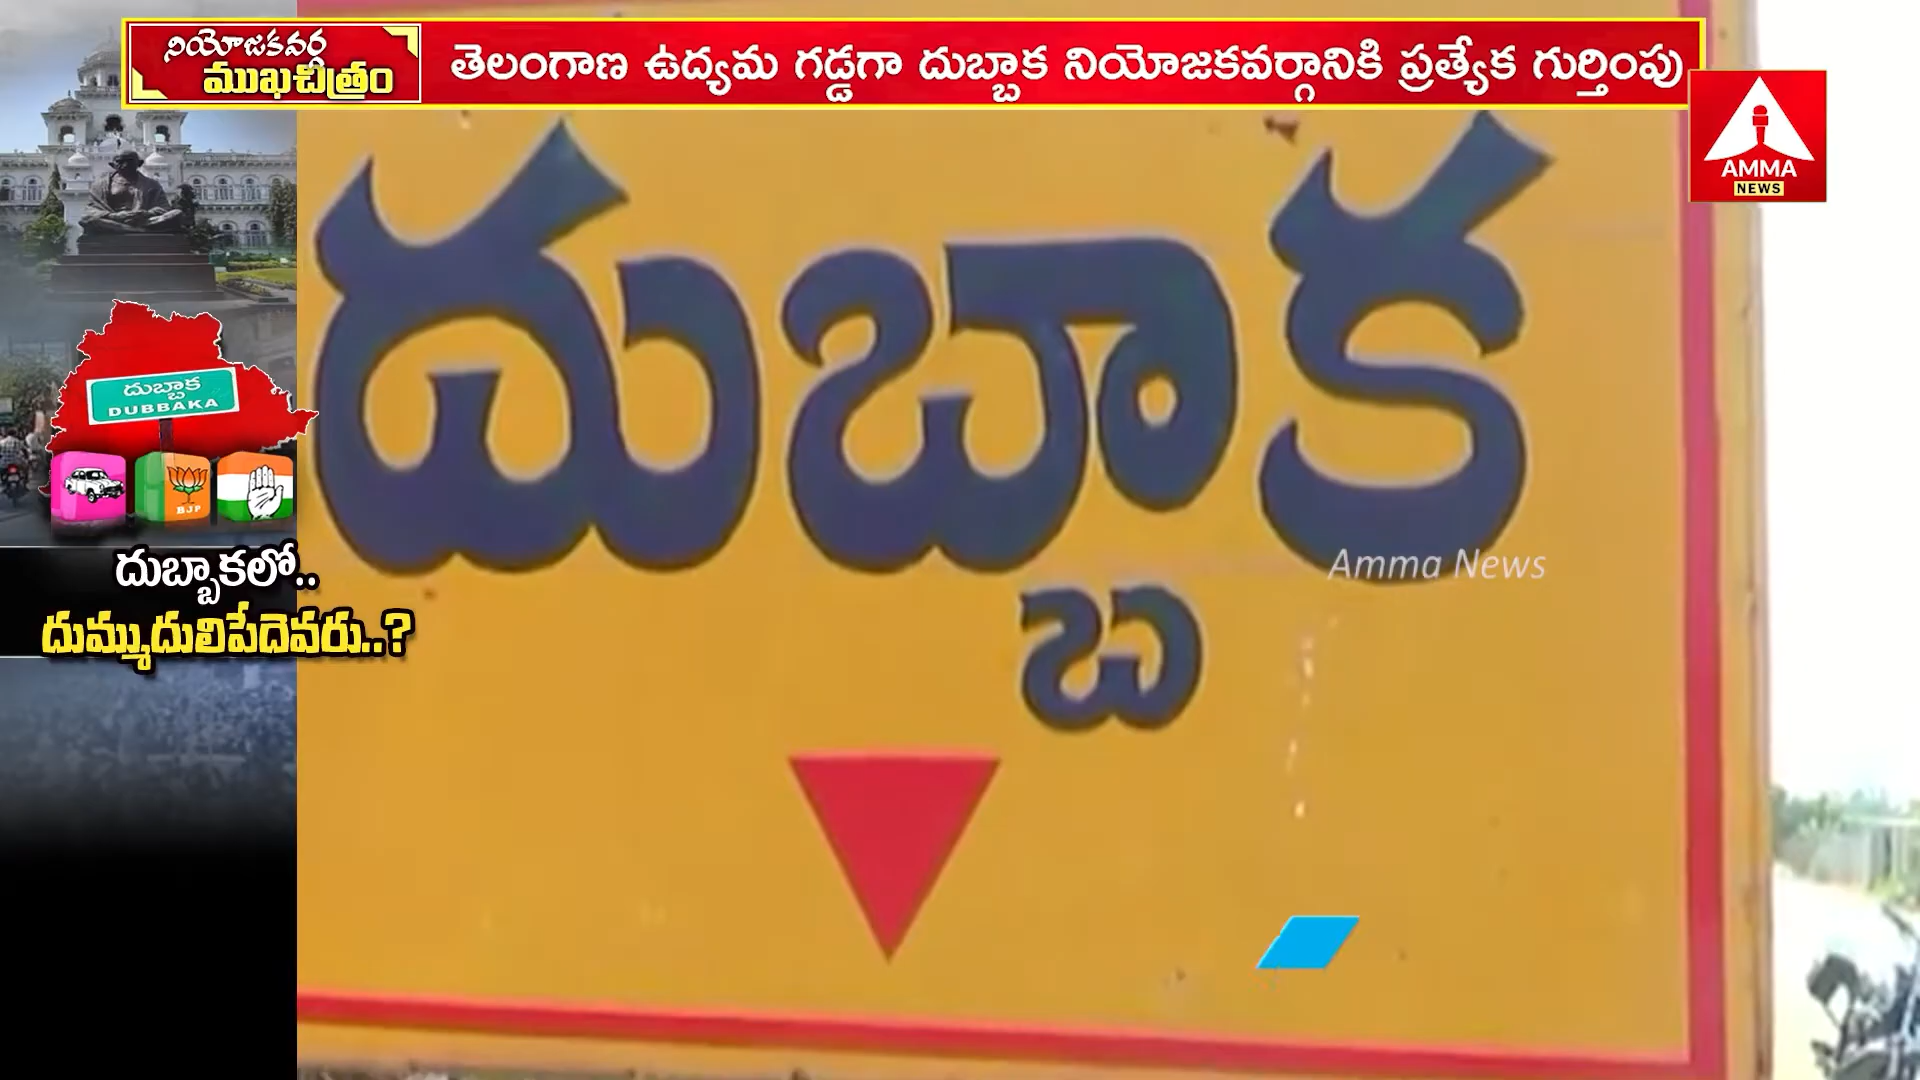 నియోజకవర్గ
ముఖచిత్రం
తెలంగాణ ఉద్యమ గడ్డగా దుబ్బాక నియోజకవర్గానికి ప్రత్యేక గుర్తింపు
AMMA
NEWS
దుబ్బాక
దుబ్బాక
DUBBAKA
BJP
Amma News
దుబ్బాకలో..
దుమ్ముదులిపేదెవరు..?